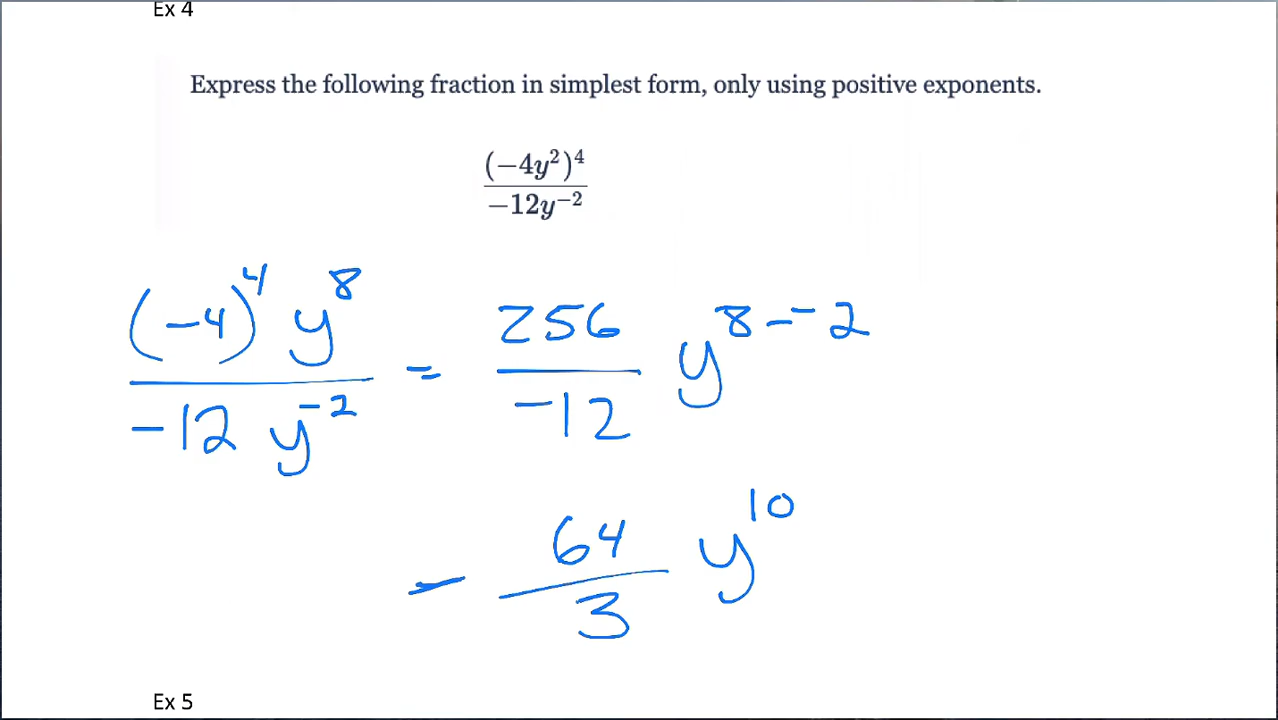 Ex 4
Express the following fraction in simplest form, only using positive exponents.
(−4y²)⁴
−12y⁻²
(−4)⁴ y⁸ = 256 y⁸⁻⁻²
−12 y⁻² −12
− 64 y¹⁰
3
Ex 5